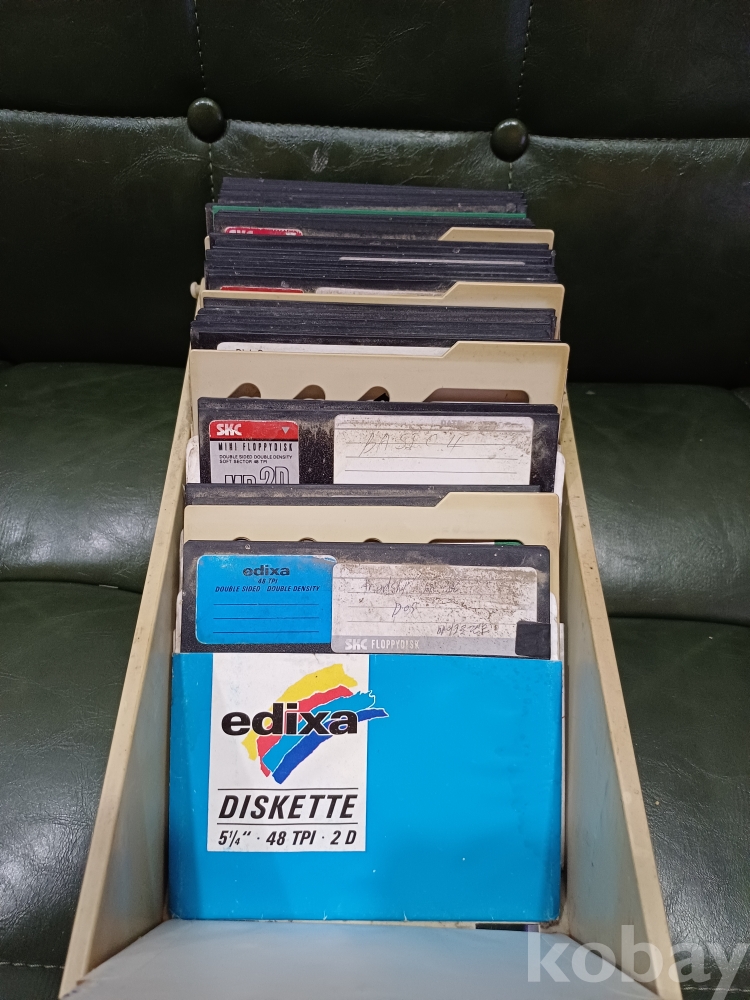 SKC
MINI FLOPPYDISK
DOUBLE SIDED DOUBLE DENSITY
SOFT SECTOR 48 TPI
MD 2D
edixa
48 TPI
DOUBLE SIDED · DOUBLE DENSITY
Dos
SKC FLOPPYDISK
edixa
DISKETTE
5¼" · 48 TPI · 2 D
kobay